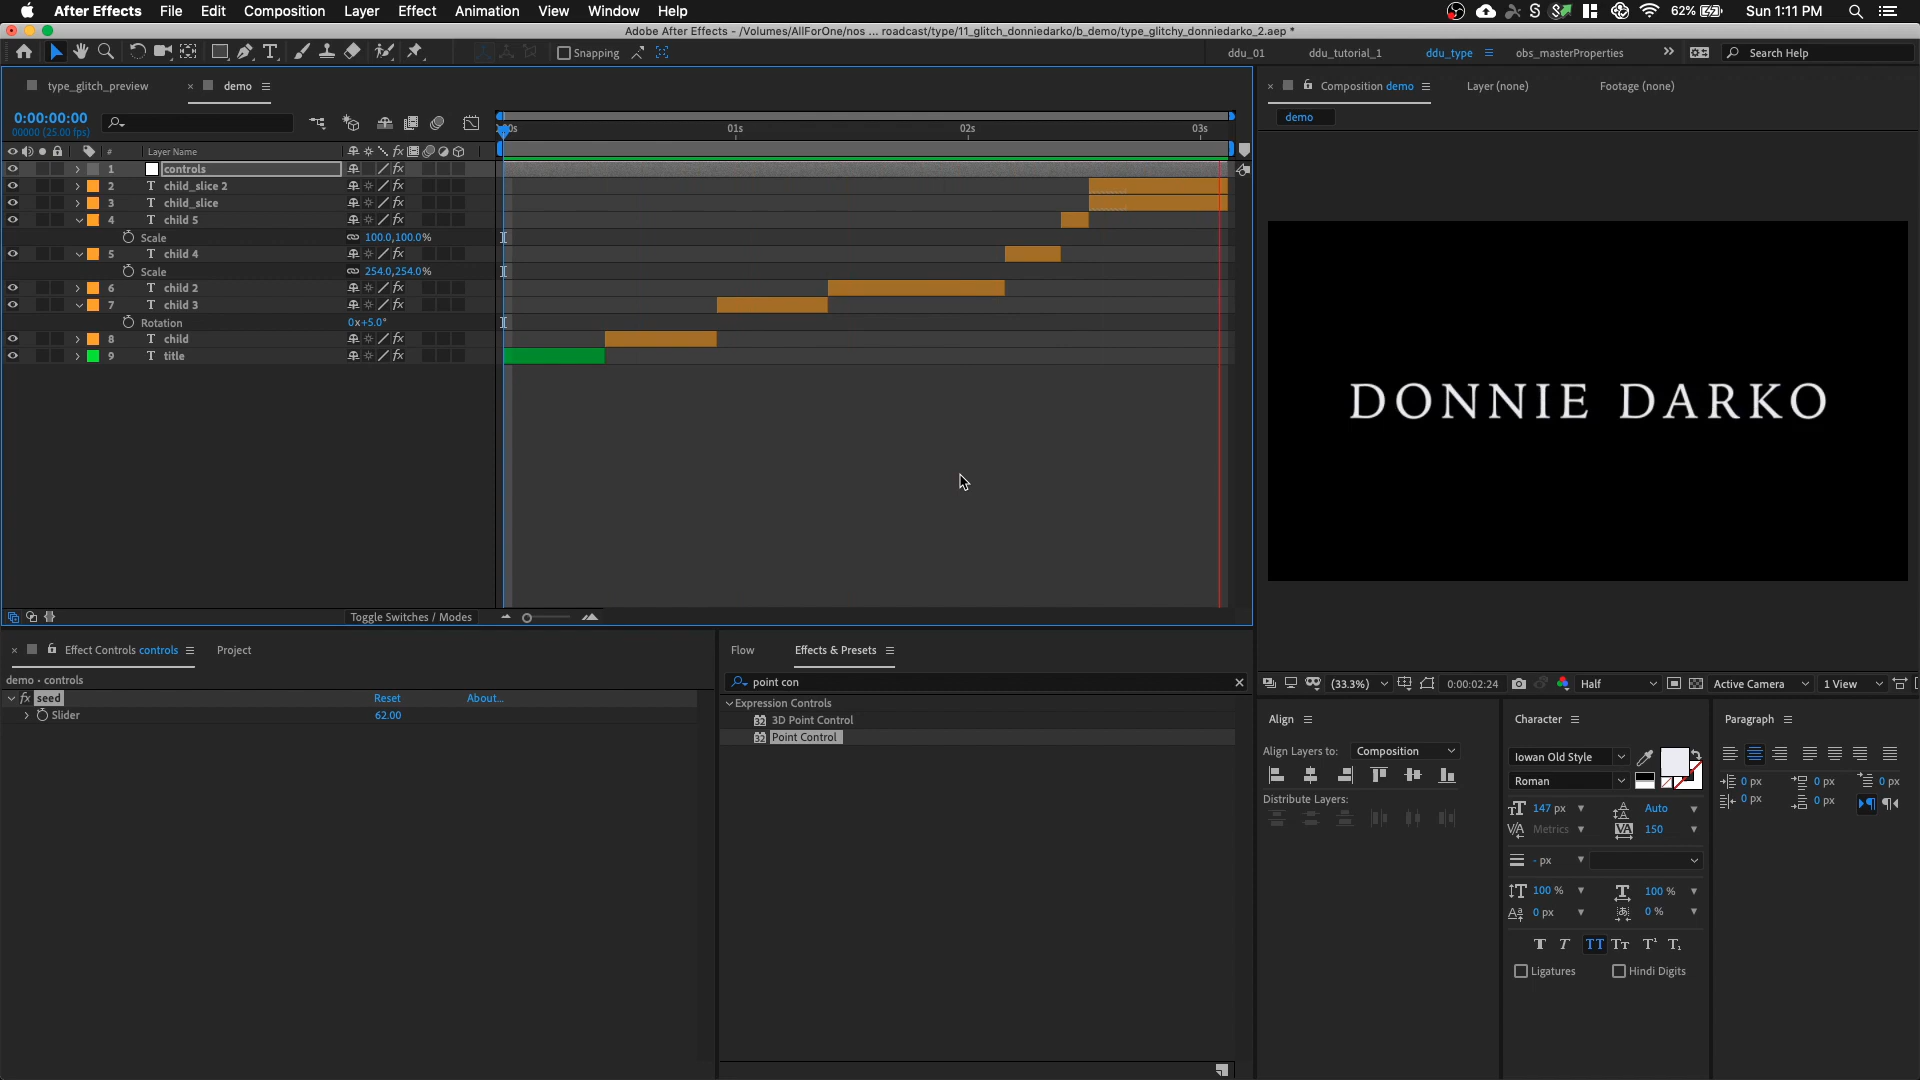 After Effects File Edit Composition Layer Effect Animation View Window Help 62% Sun 1:11 PM
Adobe After Effects - /Volumes/AllForOne/nos ... roadcast/type/11_glitch_donniedarko/b_demo/type_glitchy_donniedarko_2.aep *
Snapping ddu_01 ddu_tutorial_1 ddu_type obs_masterProperties Search Help
type_glitch_preview demo
0:00:00:00
00000 (25.00 fps)
01s 02s 03s
# Layer Name
1 controls
2 T child_slice 2
3 T child_slice
4 T child 5
Scale 100.0,100.0%
5 T child 4
Scale 254.0,254.0%
6 T child 2
7 T child 3
Rotation 0x+5.0°
8 T child
9 T title
Toggle Switches / Modes
Composition demo Layer (none) Footage (none)
demo
DONNIE DARKO
(33.3%) 0:00:02:24 Half Active Camera 1 View
Effect Controls controls Project
demo • controls
fx seed Reset About...
Slider 62.00
Flow Effects & Presets
point con
Expression Controls
3D Point Control
Point Control
Align
Align Layers to: Composition
Distribute Layers:
Character
Iowan Old Style
Roman
147 px Auto
Metrics 150
- px
100 % 100 %
0 px 0 %
Ligatures Hindi Digits
Paragraph
0 px 0 px 0 px
0 px 0 px